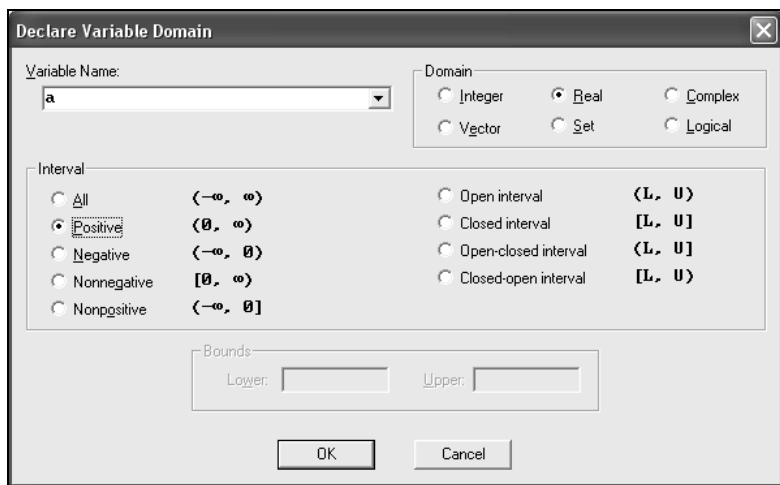 Declare Variable Domain
Variable Name:
a
Domain
Integer Real Complex
Vector Set Logical
Interval
All (-∞, ∞)
Positive (0, ∞)
Negative (-∞, 0)
Nonnegative [0, ∞)
Nonpositive (-∞, 0]
Open interval (L, U)
Closed interval [L, U]
Open-closed interval (L, U]
Closed-open interval [L, U)
Bounds
Lower: Upper:
OK Cancel